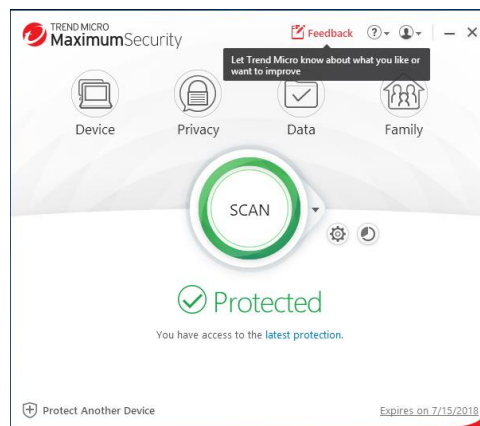 TREND MICRO
MaximumSecurity
Feedback
?
Let Trend Micro know about what you like or
want to improve
Device
Privacy
Data
Family
SCAN
Protected
You have access to the latest protection.
Protect Another Device
Expires on 7/15/2018